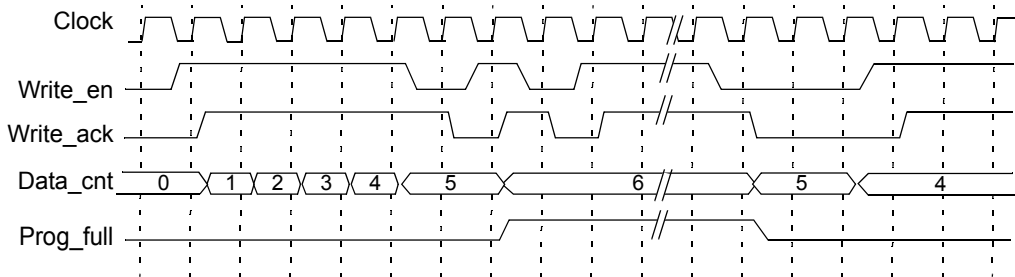 Clock
Write_en
Write_ack
Data_cnt 0 1 2 3 4 5 6 5 4
Prog_full